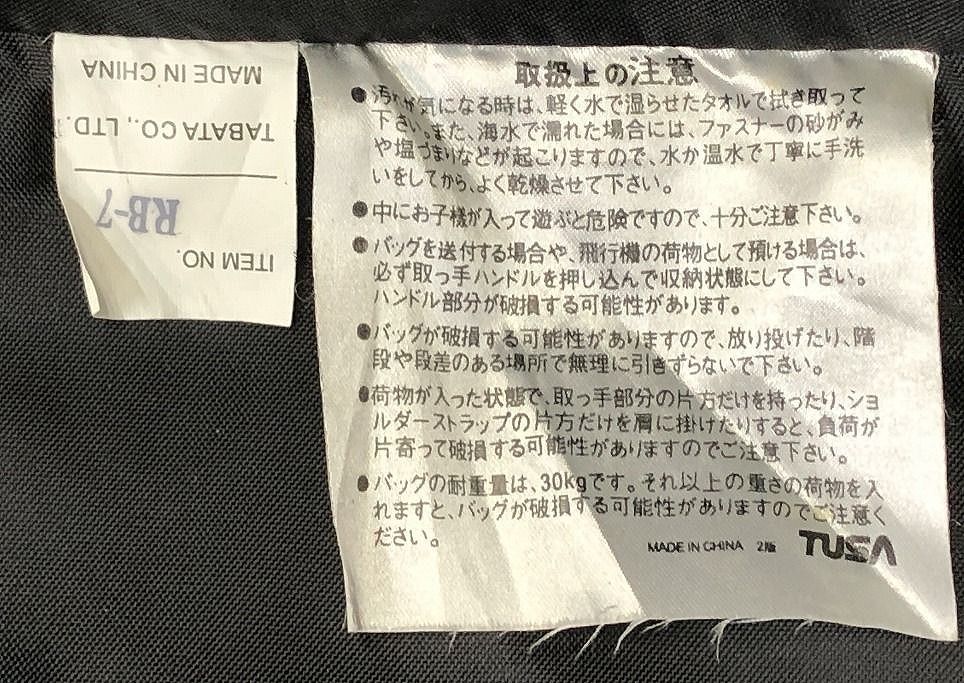 ITEM NO.
RB-7
TABATA CO., LTD.
MADE IN CHINA
取扱上の注意
●汚れが気になる時は、軽く水で湿らせたタオルで拭き取って
下さい。また、海水で濡れた場合には、ファスナーの砂がみ
や塩づまりなどが起こりますので、水か温水で丁寧に手洗
いをしてから、よく乾燥させて下さい。
●中にお子様が入って遊ぶと危険ですので、十分ご注意下さい。
●バッグを送付する場合や、飛行機の荷物として預ける場合は、
必ず取っ手ハンドルを押し込んで収納状態にして下さい。
ハンドル部分が破損する可能性があります。
●バッグが破損する可能性がありますので、放り投げたり、階
段や段差のある場所で無理に引きずらないで下さい。
●荷物が入った状態で、取っ手部分の片方だけを持ったり、ショ
ルダーストラップの片方だけを肩に掛けたりすると、負荷が
片寄って破損する可能性がありますのでご注意下さい。
●バッグの耐重量は、30kgです。それ以上の重さの荷物を入
れますと、バッグが破損する可能性がありますのでご注意く
ださい。
MADE IN CHINA 2版 TUSA